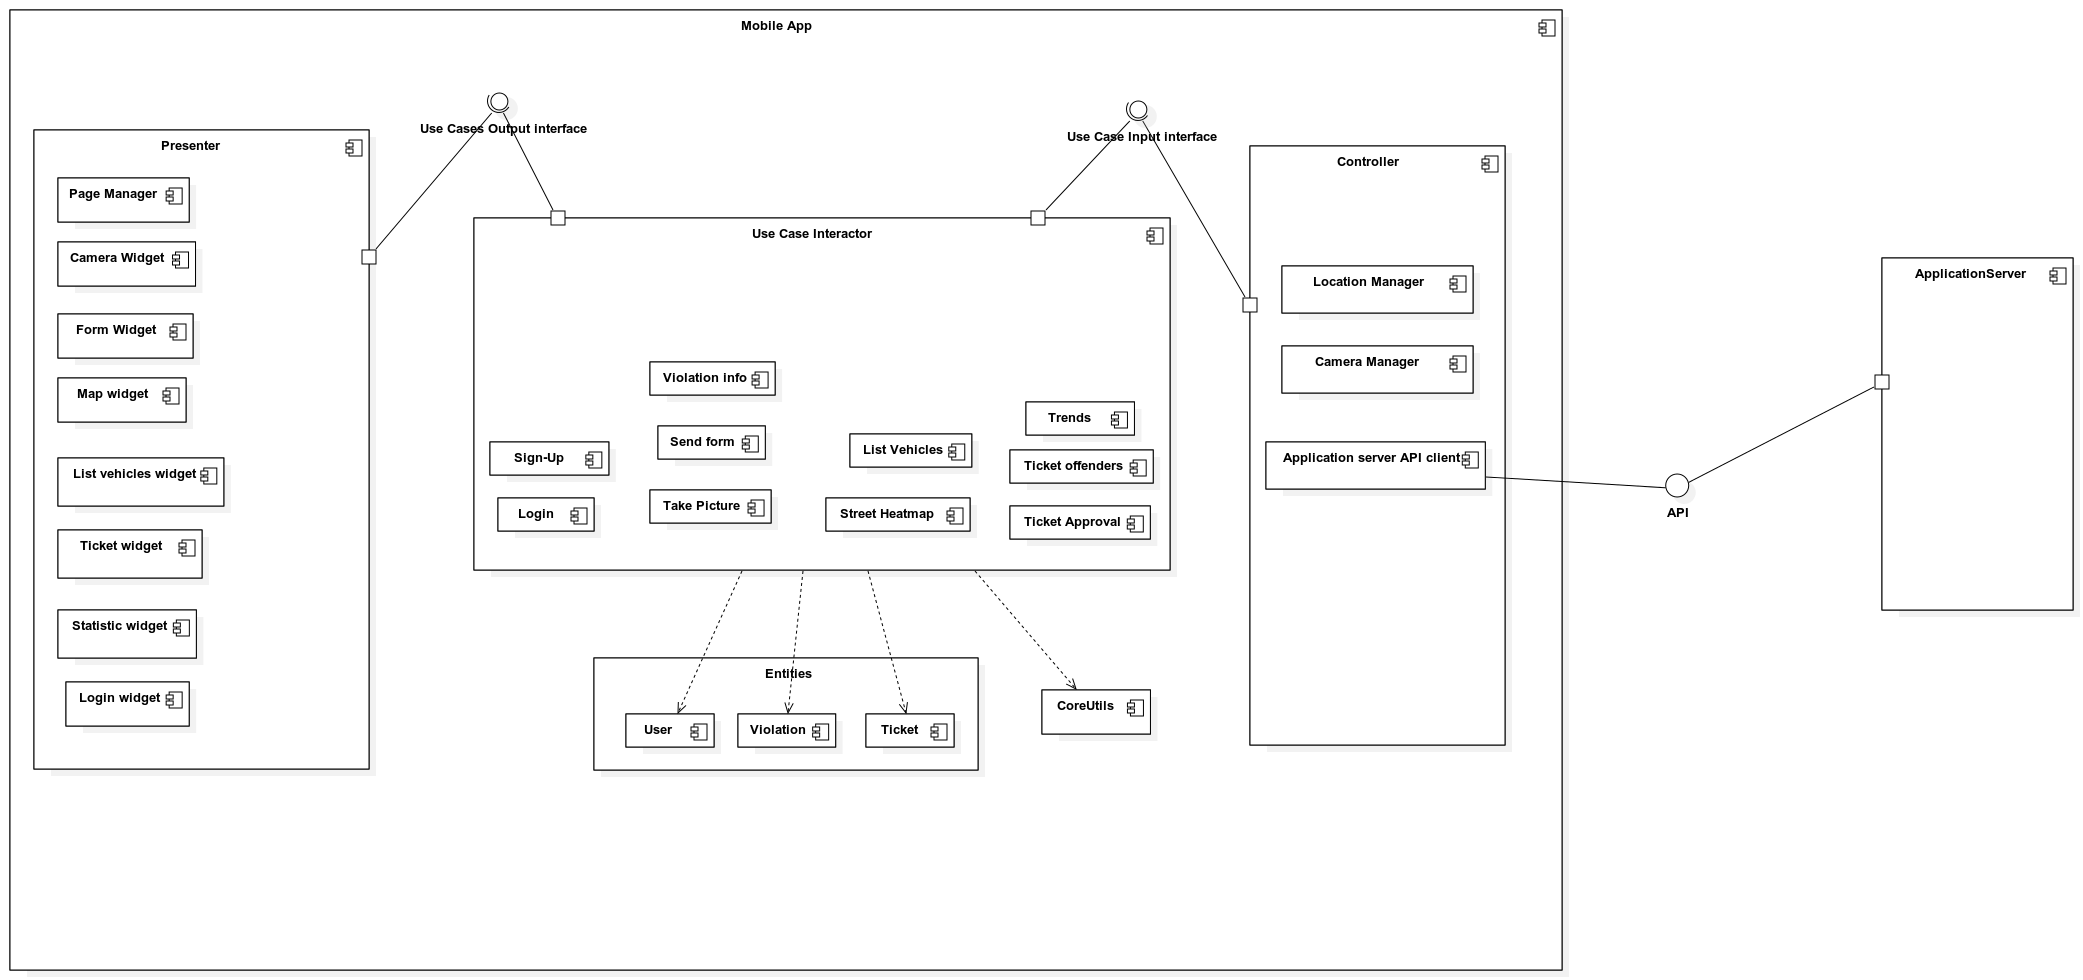 Mobile App
Use Cases Output interface
Use Case Input interface
Presenter
Page Manager
Camera Widget
Form Widget
Map widget
List vehicles widget
Ticket widget
Statistic widget
Login widget
Use Case Interactor
Violation info
Send form
Take Picture
Sign-Up
Login
List Vehicles
Street Heatmap
Trends
Ticket offenders
Ticket Approval
Entities
User
Violation
Ticket
CoreUtils
Controller
Location Manager
Camera Manager
Application server API client
API
ApplicationServer